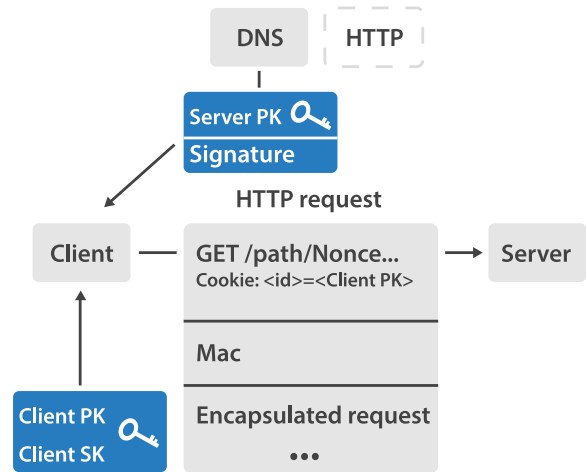 DNS
HTTP
Server PK
Signature
HTTP request
Client
GET /path/Nonce...
Cookie: <id>=<Client PK>
Server
Mac
Client PK
Client SK
Encapsulated request
•••